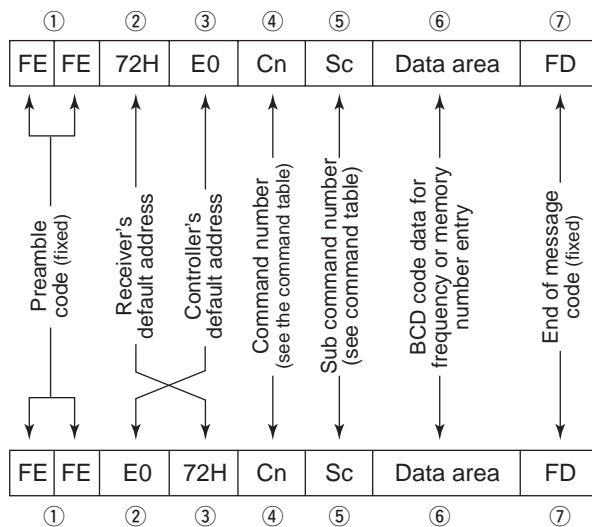 ① ② ③ ④ ⑤ ⑥ ⑦
FE FE 72H E0 Cn Sc Data area FD
Preamble
code (fixed)
Receiver's
default address
Controller's
default address
Command number
(see the command table)
Sub command number
(see command table)
BCD code data for
frequency or memory
number entry
End of message
code (fixed)
FE FE E0 72H Cn Sc Data area FD
① ② ③ ④ ⑤ ⑥ ⑦